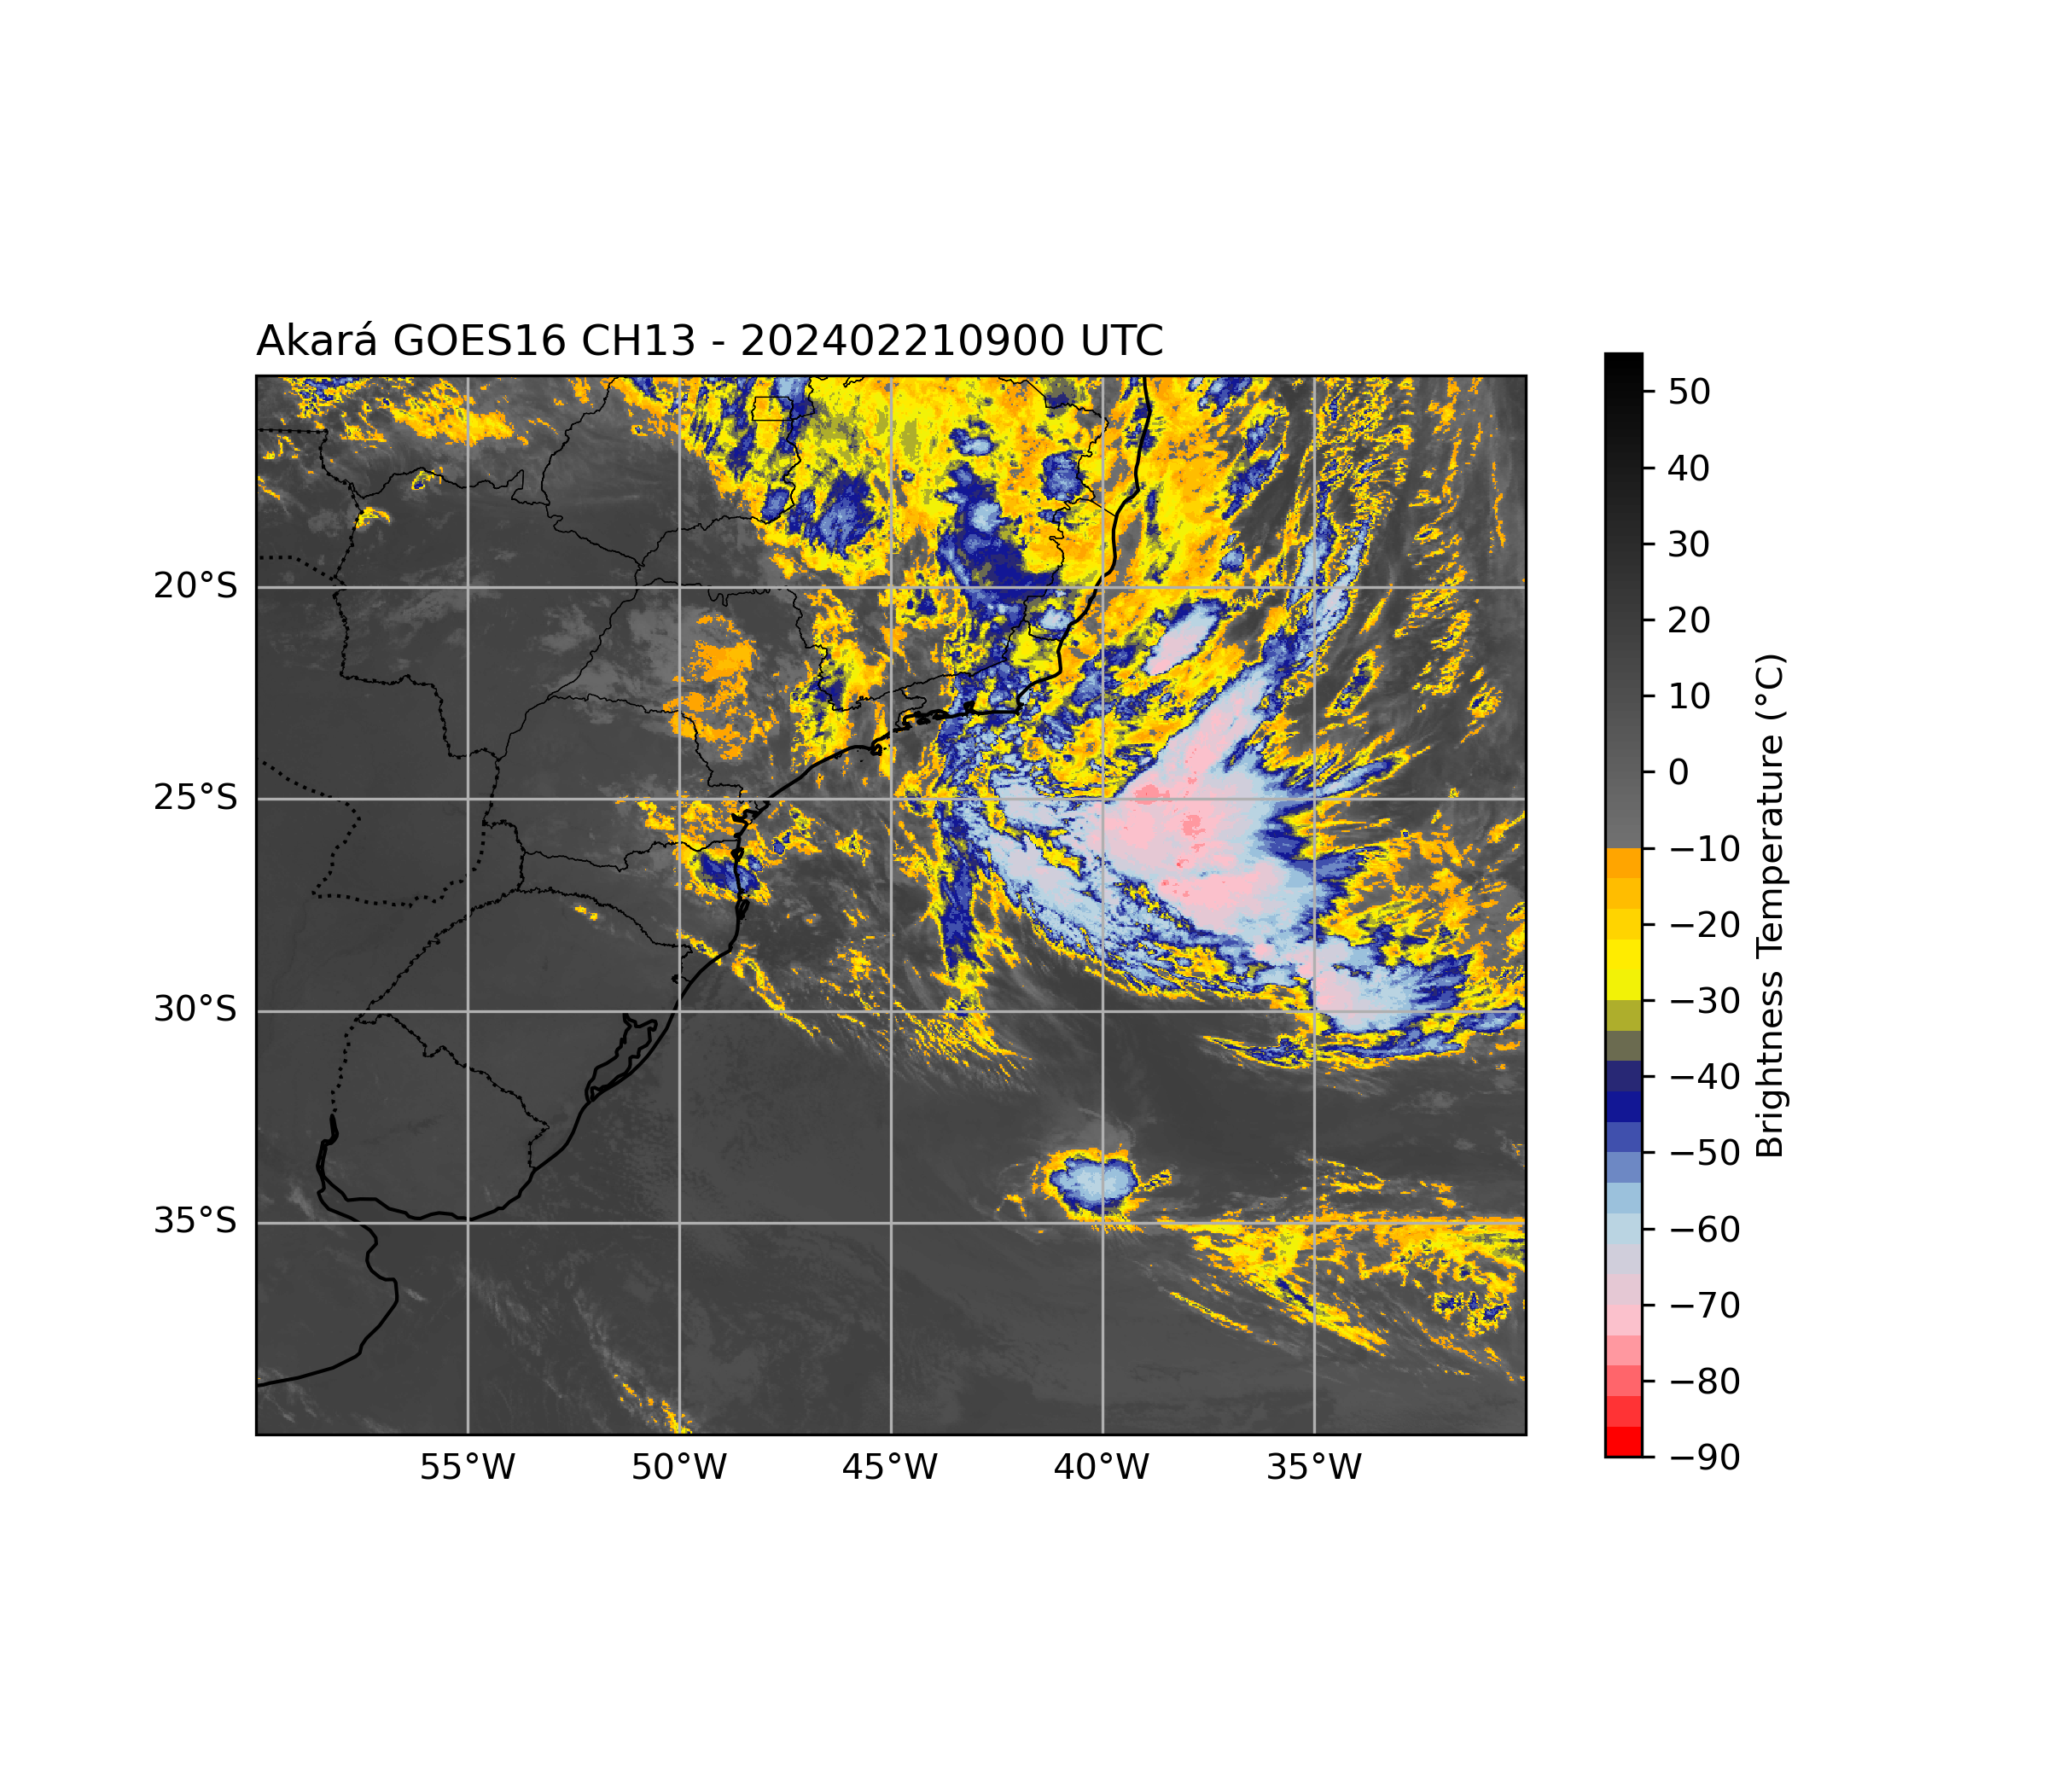 Akará GOES16 CH13 - 202402210900 UTC
20°S
25°S
30°S
35°S
55°W
50°W
45°W
40°W
35°W
50
40
30
20
10
0
−10
−20
−30
−40
−50
−60
−70
−80
−90
Brightness Temperature (°C)